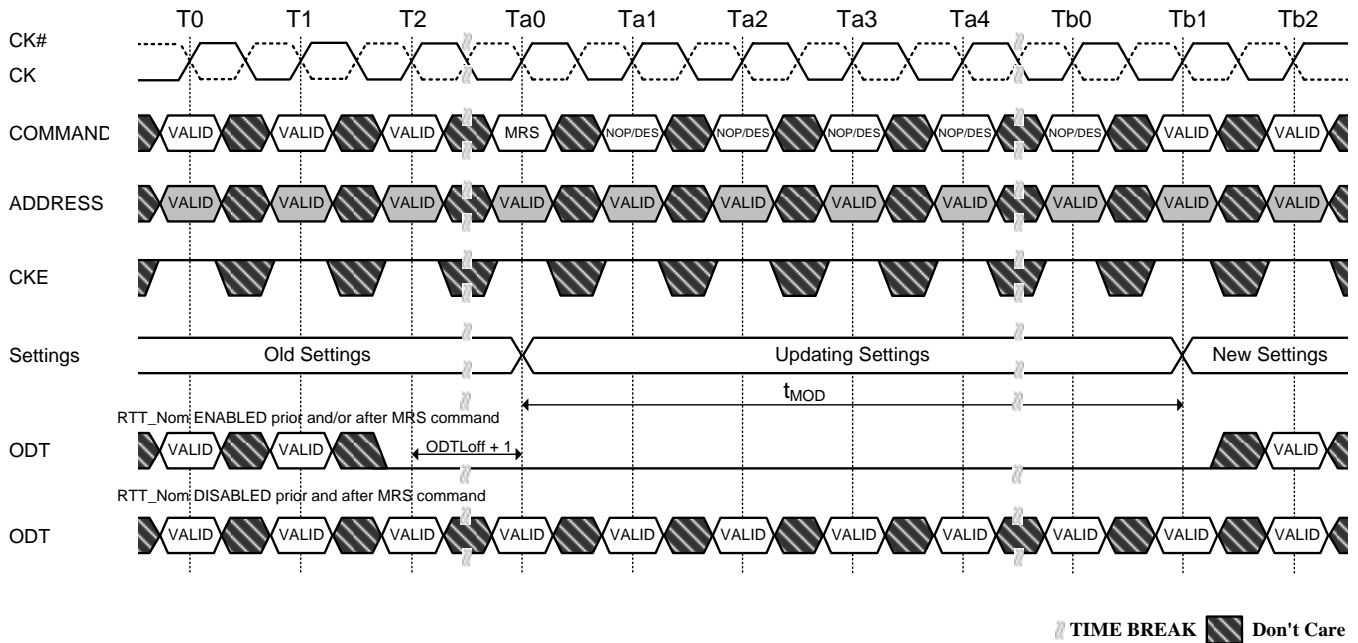 T0 T1 T2 Ta0 Ta1 Ta2 Ta3 Ta4 Tb0 Tb1 Tb2
CK#
CK
COMMAND VALID VALID VALID MRS NOP/DES NOP/DES NOP/DES NOP/DES NOP/DES VALID VALID
ADDRESS VALID VALID VALID VALID VALID VALID VALID VALID VALID VALID VALID
CKE
Settings Old Settings Updating Settings New Settings
tMOD
RTT_Nom ENABLED prior and/or after MRS command
ODT VALID VALID ODTLoff + 1 VALID
RTT_Nom DISABLED prior and after MRS command
ODT VALID VALID VALID VALID VALID VALID VALID VALID VALID VALID VALID
TIME BREAK Don't Care